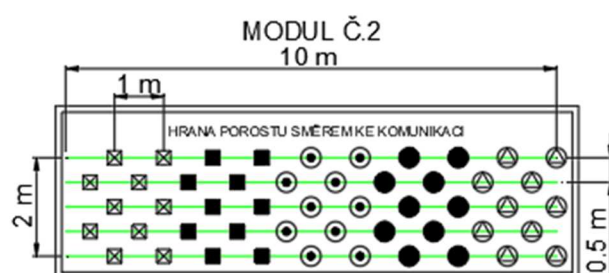 MODUL Č.2
10 m
1 m
HRANA POROSTU SMĚREM KE KOMUNIKACI
2 m
0,5 m